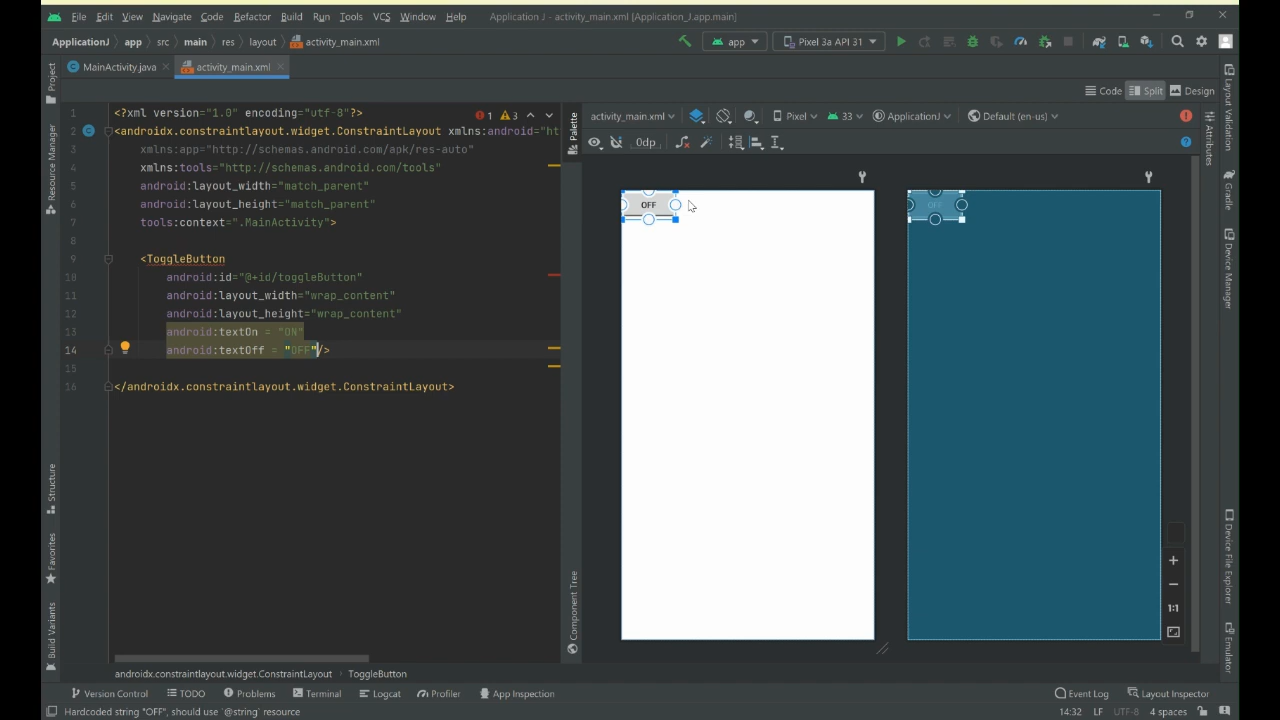 File Edit View Navigate Code Refactor Build Run Tools VCS Window Help Application J - activity_main.xml [Application_J.app.main]
ApplicationJ app src main res layout activity_main.xml app Pixel 3a API 31
MainActivity.java activity_main.xml
Code Split Design
Project
Resource Manager
Structure
Favorites
Build Variants
1 <?xml version="1.0" encoding="utf-8"?> 1 3
2 <androidx.constraintlayout.widget.ConstraintLayout xmlns:android="ht
3 xmlns:app="http://schemas.android.com/apk/res-auto"
4 xmlns:tools="http://schemas.android.com/tools"
5 android:layout_width="match_parent"
6 android:layout_height="match_parent"
7 tools:context=".MainActivity">
8
9 <ToggleButton
10 android:id="@+id/toggleButton"
11 android:layout_width="wrap_content"
12 android:layout_height="wrap_content"
13 android:textOn = "ON"
14 android:textOff = "OFF"/>
15
16 </androidx.constraintlayout.widget.ConstraintLayout>
Palette
Component Tree
activity_main.xml Pixel 33 ApplicationJ Default (en-us)
0dp
OFF
OFF
1:1
Attributes
Layout Validation
Gradle
Device Manager
Device File Explorer
Emulator
androidx.constraintlayout.widget.ConstraintLayout ToggleButton
Version Control TODO Problems Terminal Logcat Profiler App Inspection Event Log Layout Inspector
Hardcoded string "OFF", should use `@string` resource 14:32 LF UTF-8 4 spaces